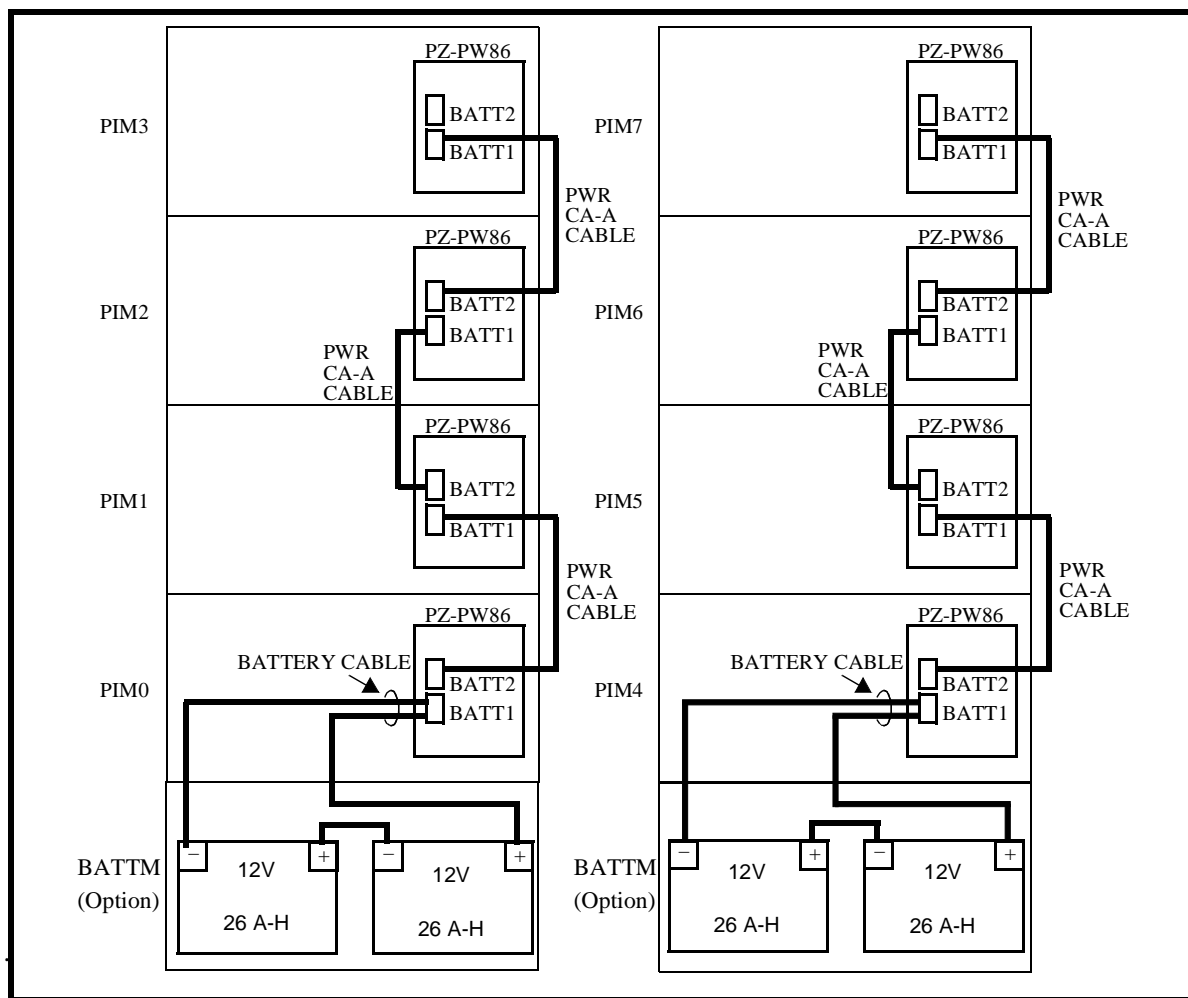 PZ-PW86
BATT2
BATT1
PIM3
PWR
CA-A
CABLE
PZ-PW86
BATT2
BATT1
PIM2
PWR
CA-A
CABLE
PZ-PW86
BATT2
BATT1
PIM1
PWR
CA-A
CABLE
PZ-PW86
BATTERY CABLE
BATT2
BATT1
PIM0
BATTM
(Option)
− + − +
12V 12V
26 A-H 26 A-H
PZ-PW86
BATT2
BATT1
PIM7
PWR
CA-A
CABLE
PZ-PW86
BATT2
BATT1
PIM6
PWR
CA-A
CABLE
PZ-PW86
BATT2
BATT1
PIM5
PWR
CA-A
CABLE
PZ-PW86
BATTERY CABLE
BATT2
BATT1
PIM4
BATTM
(Option)
− + − +
12V 12V
26 A-H 26 A-H